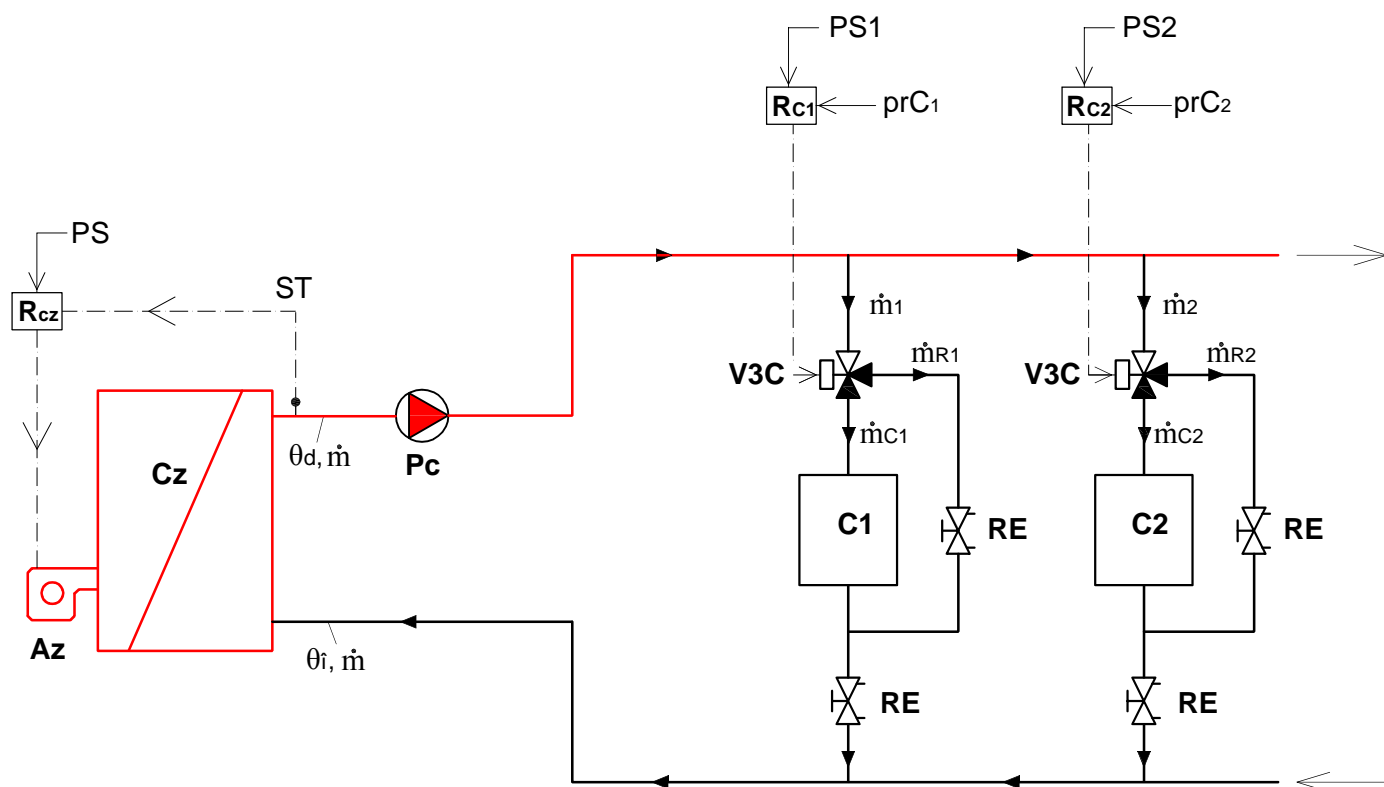 PS1
PS2
RC1
prC1
RC2
prC2
PS
Rcz
ST
ṁ1
ṁ2
V3C
ṁR1
V3C
ṁR2
ṁC1
ṁC2
θd, ṁ
Pc
Cz
C1
RE
C2
RE
Az
θî, ṁ
RE
RE